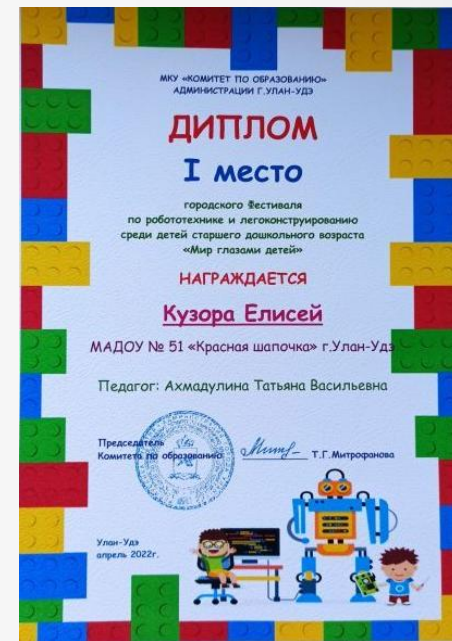 МКУ «КОМИТЕТ ПО ОБРАЗОВАНИЮ»
АДМИНИСТРАЦИИ Г.УЛАН-УДЭ
ДИПЛОМ
I место
городского Фестиваля
по робототехнике и легоконструированию
среди детей старшего дошкольного возраста
«Мир глазами детей»
НАГРАЖДАЕТСЯ
Кузора Елисей
МАДОУ № 51 «Красная шапочка» г.Улан-Удэ
Педагог: Ахмадулина Татьяна Васильевна
Председатель
Комитета по образованию Т.Г.Митрофанова
Улан-Удэ
апрель 2022г.